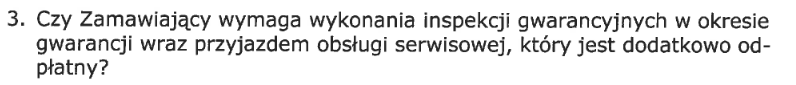 3. Czy Zamawiający wymaga wykonania inspekcji gwarancyjnych w okresie
gwarancji wraz przyjazdem obsługi serwisowej, który jest dodatkowo od-
płatny?